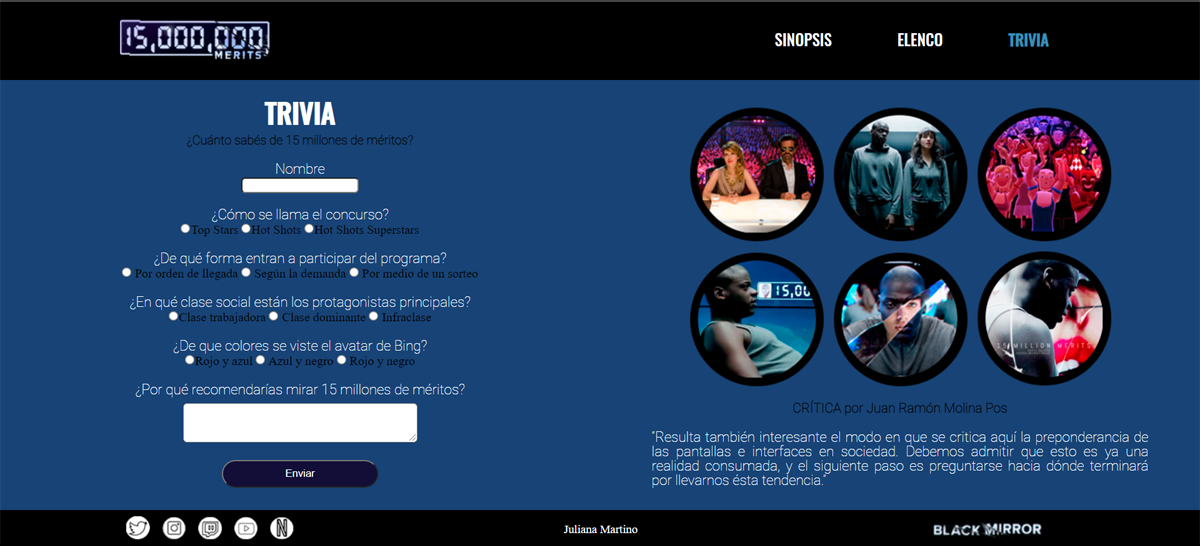 15,000,000
MERITS
SINOPSIS
ELENCO
TRIVIA
TRIVIA
¿Cuánto sabés de 15 millones de méritos?
Nombre
¿Cómo se llama el concurso?
Top Stars Hot Shots Hot Shots Superstars
¿De qué forma entran a participar del programa?
Por orden de llegada Según la demanda Por medio de un sorteo
¿En qué clase social están los protagonistas principales?
Clase trabajadora Clase dominante Infraclase
¿De que colores se viste el avatar de Bing?
Rojo y azul Azul y negro Rojo y negro
¿Por qué recomendarías mirar 15 millones de méritos?
Enviar
15,0
15 MILLION MERITS
CRÍTICA por Juan Ramón Molina Pos
"Resulta también interesante el modo en que se critica aquí la preponderancia de
las pantallas e interfaces en sociedad. Debemos admitir que esto es ya una
realidad consumada, y el siguiente paso es preguntarse hacia dónde terminará
por llevarnos ésta tendencia."
N
Juliana Martino
BLACK MIRROR